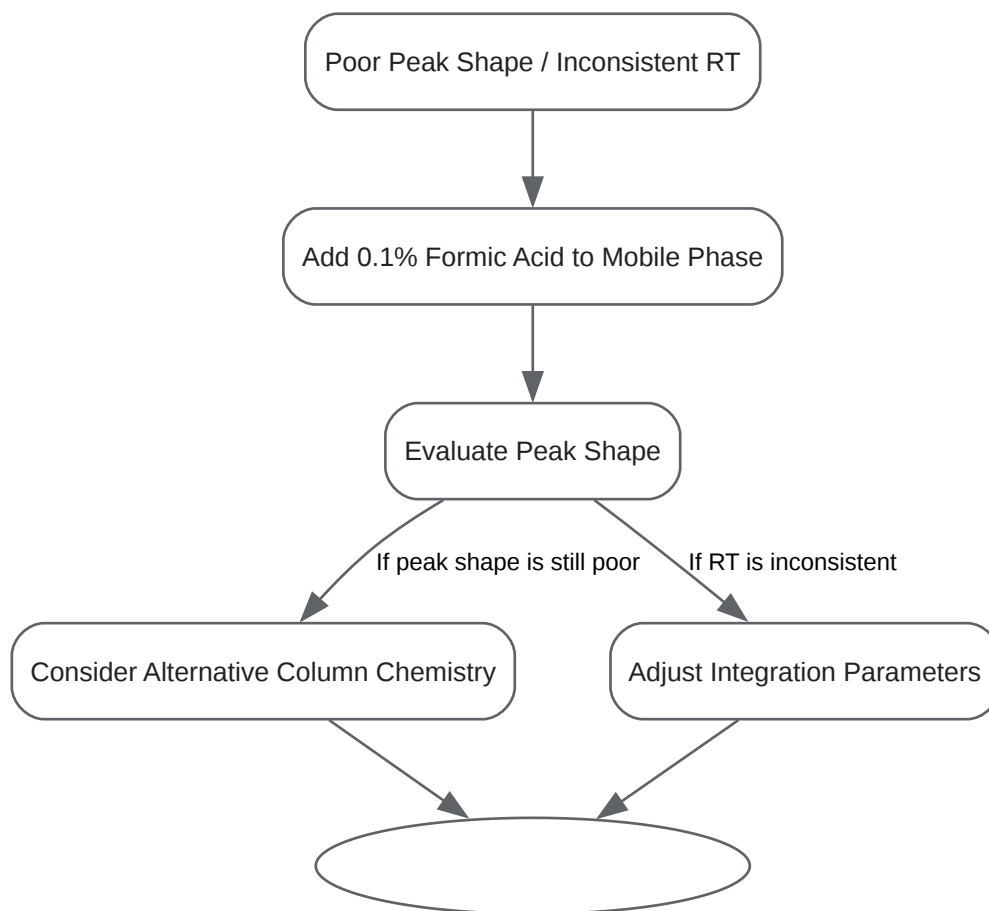 Poor Peak Shape / Inconsistent RT
Add 0.1% Formic Acid to Mobile Phase
Evaluate Peak Shape
If peak shape is still poor
If RT is inconsistent
Consider Alternative Column Chemistry
Adjust Integration Parameters